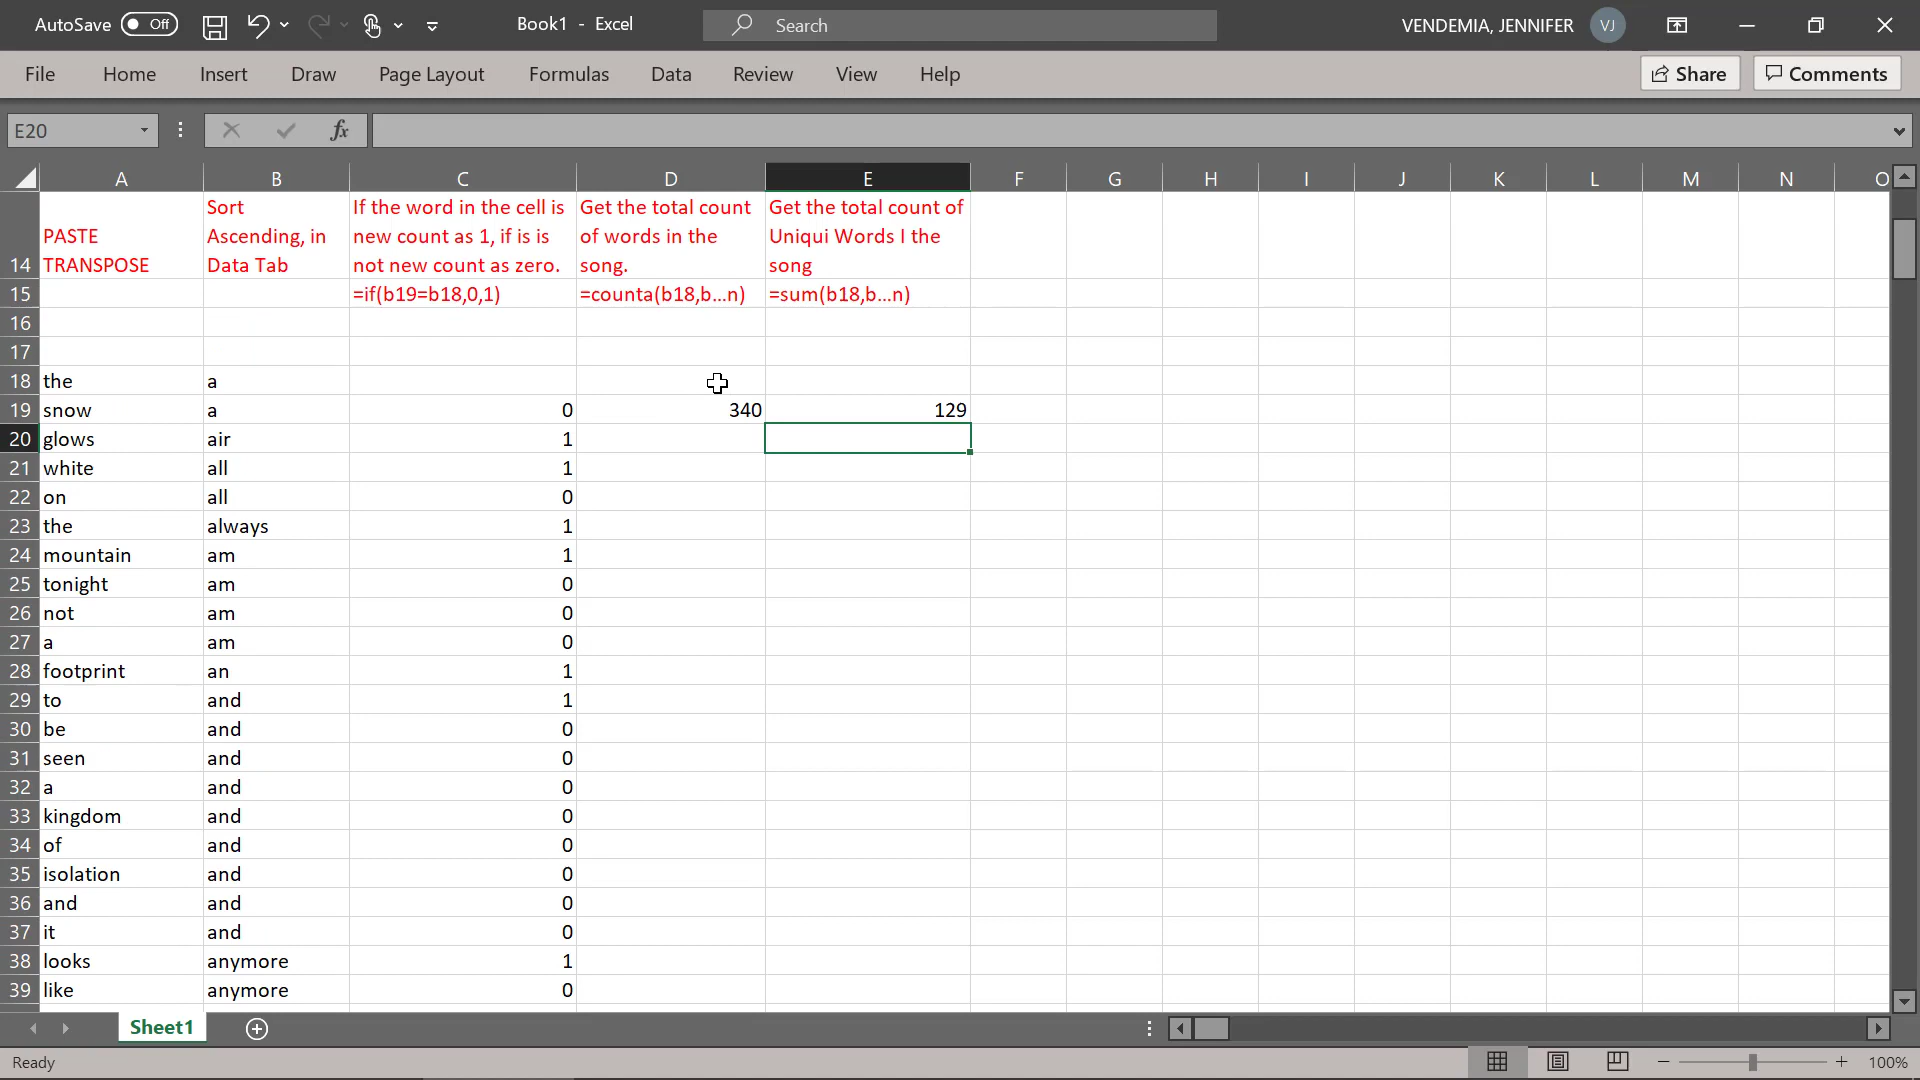 AutoSave Off Book1 - Excel Search VENDEMIA, JENNIFER VJ
File Home Insert Draw Page Layout Formulas Data Review View Help Share Comments
E20 fx
A B C D E F G H I J K L M N O
14 PASTE TRANSPOSE
Sort
Ascending, in
Data Tab
If the word in the cell is
new count as 1, if is is
not new count as zero.
Get the total count
of words in the
song.
Get the total count of
Uniqui Words I the
song
15 =if(b19=b18,0,1) =counta(b18,b...n) =sum(b18,b...n)
16
17
18 the a
19 snow a 0 340 129
20 glows air 1
21 white all 1
22 on all 0
23 the always 1
24 mountain am 1
25 tonight am 0
26 not am 0
27 a am 0
28 footprint an 1
29 to and 1
30 be and 0
31 seen and 0
32 a and 0
33 kingdom and 0
34 of and 0
35 isolation and 0
36 and and 0
37 it and 0
38 looks anymore 1
39 like anymore 0
Sheet1
Ready 100%